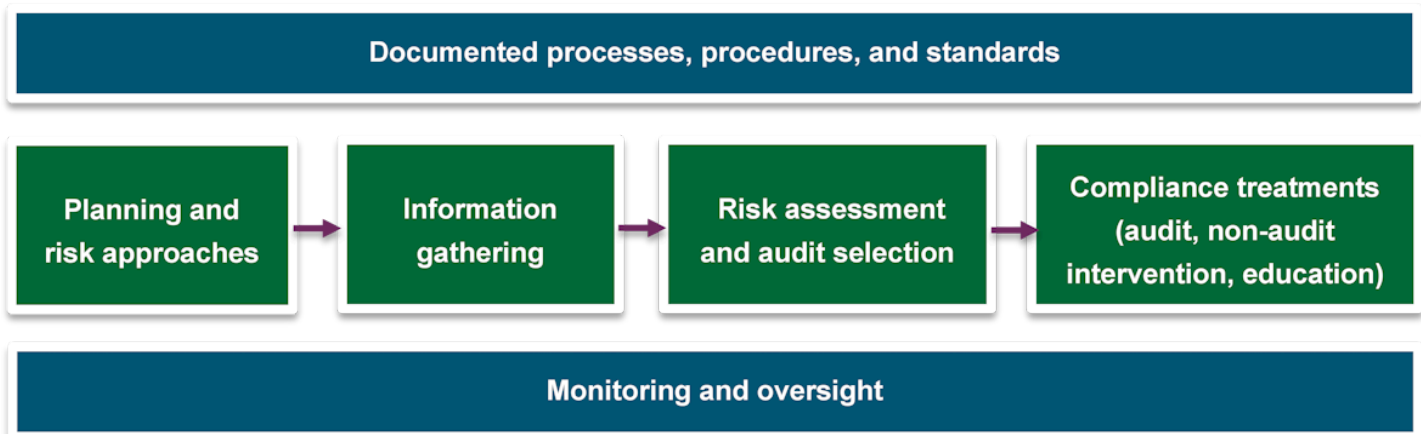 Documented processes, procedures, and standards
Planning and
risk approaches
Information
gathering
Risk assessment
and audit selection
Compliance treatments
(audit, non-audit
intervention, education)
Monitoring and oversight